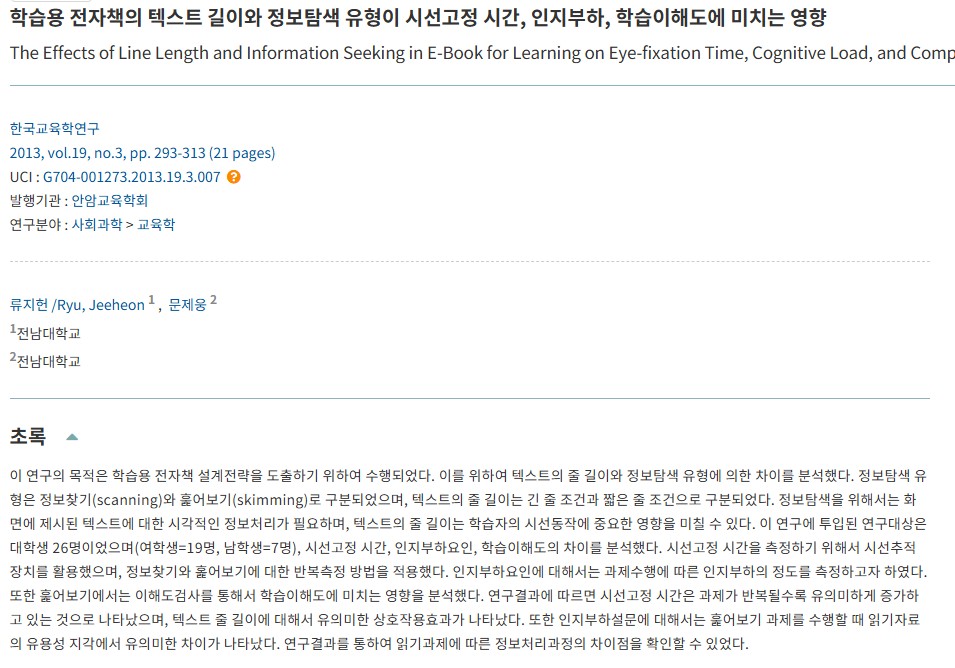 학습용 전자책의 텍스트 길이와 정보탐색 유형이 시선고정 시간, 인지부하, 학습이해도에 미치는 영향
The Effects of Line Length and Information Seeking in E-Book for Learning on Eye-fixation Time, Cognitive Load, and Comp
한국교육학연구
2013, vol.19, no.3, pp. 293-313 (21 pages)
UCI : G704-001273.2013.19.3.007 ?
발행기관 : 안암교육학회
연구분야 : 사회과학 > 교육학
류지헌 /Ryu, Jeeheon 1 , 문제웅 2
1전남대학교
2전남대학교
초록
이 연구의 목적은 학습용 전자책 설계전략을 도출하기 위하여 수행되었다. 이를 위하여 텍스트의 줄 길이와 정보탐색 유형에 의한 차이를 분석했다. 정보탐색 유
형은 정보찾기(scanning)와 훑어보기(skimming)로 구분되었으며, 텍스트의 줄 길이는 긴 줄 조건과 짧은 줄 조건으로 구분되었다. 정보탐색을 위해서는 화
면에 제시된 텍스트에 대한 시각적인 정보처리가 필요하며, 텍스트의 줄 길이는 학습자의 시선동작에 중요한 영향을 미칠 수 있다. 이 연구에 투입된 연구대상은
대학생 26명이었으며(여학생=19명, 남학생=7명), 시선고정 시간, 인지부하요인, 학습이해도의 차이를 분석했다. 시선고정 시간을 측정하기 위해서 시선추적
장치를 활용했으며, 정보찾기와 훑어보기에 대한 반복측정 방법을 적용했다. 인지부하요인에 대해서는 과제수행에 따른 인지부하의 정도를 측정하고자 하였다.
또한 훑어보기에서는 이해도검사를 통해서 학습이해도에 미치는 영향을 분석했다. 연구결과에 따르면 시선고정 시간은 과제가 반복될수록 유의미하게 증가하
고 있는 것으로 나타났으며, 텍스트 줄 길이에 대해서 유의미한 상호작용효과가 나타났다. 또한 인지부하설문에 대해서는 훑어보기 과제를 수행할 때 읽기자료
의 유용성 지각에서 유의미한 차이가 나타났다. 연구결과를 통하여 읽기과제에 따른 정보처리과정의 차이점을 확인할 수 있었다.